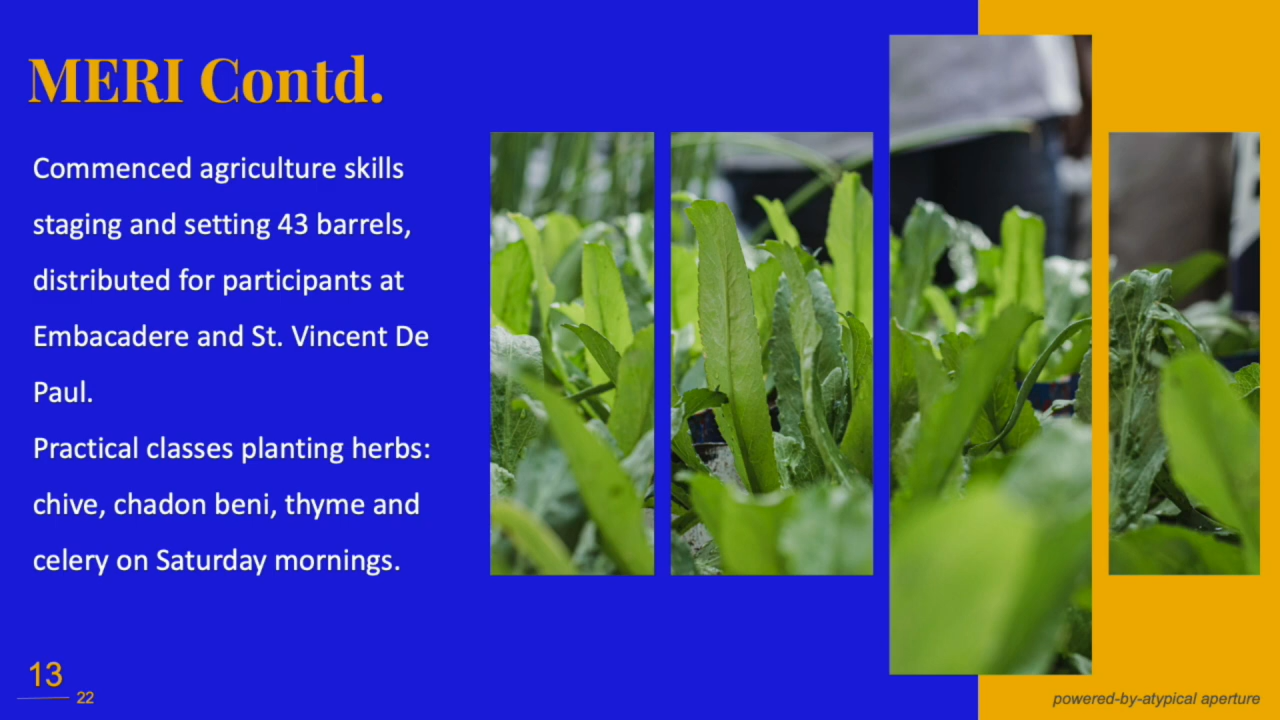 MERI Contd.
Commenced agriculture skills
staging and setting 43 barrels,
distributed for participants at
Embacadere and St. Vincent De
Paul.
Practical classes planting herbs:
chive, chadon beni, thyme and
celery on Saturday mornings.
13
22
powered-by-atypical aperture